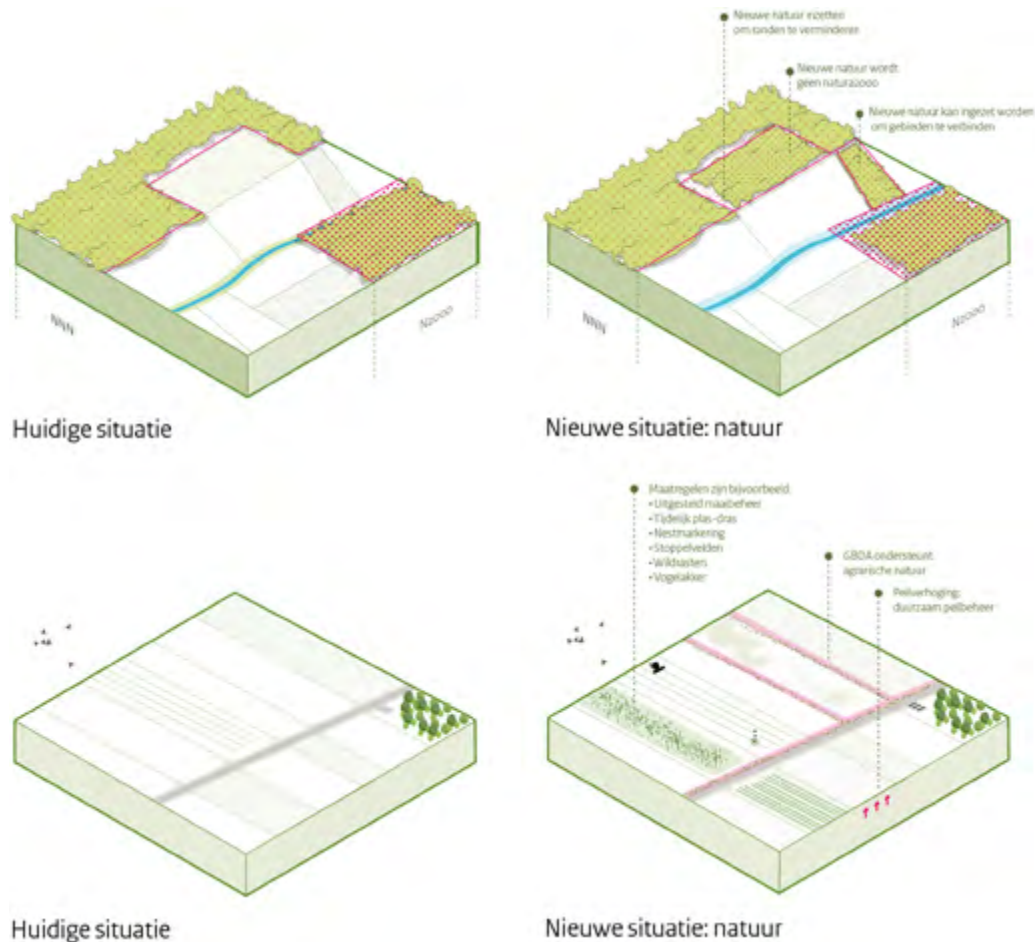 Nieuwe natuur inzetten
om randen te verminderen
Nieuwe natuur wordt
geen natura2000
Nieuwe natuur kan ingezet worden
om gebieden te verbinden
NNN
N2000
NNN
N2000
Huidige situatie
Nieuwe situatie: natuur
Maatregelen zijn bijvoorbeeld:
• Uitgesteld maaibeheer
• Tijdelijk plas-dras
• Nestmarkering
• Stoppelvelden
• Wildrasters
• Vogelakker
GBDA ondersteunt
agrarische natuur
Peilverhoging:
duurzaam peilbeheer
Huidige situatie
Nieuwe situatie: natuur